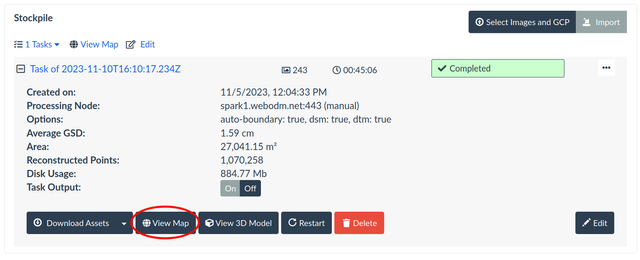 Stockpile
Select Images and GCP Import
1 Tasks View Map Edit
Task of 2023-11-10T16:10:17.234Z 243 00:45:06 Completed
Created on: 11/5/2023, 12:04:33 PM
Processing Node: spark1.webodm.net:443 (manual)
Options: auto-boundary: true, dsm: true, dtm: true
Average GSD: 1.59 cm
Area: 27,041.15 m²
Reconstructed Points: 1,070,258
Disk Usage: 884.77 Mb
Task Output: On Off
Download Assets View Map View 3D Model Restart Delete Edit